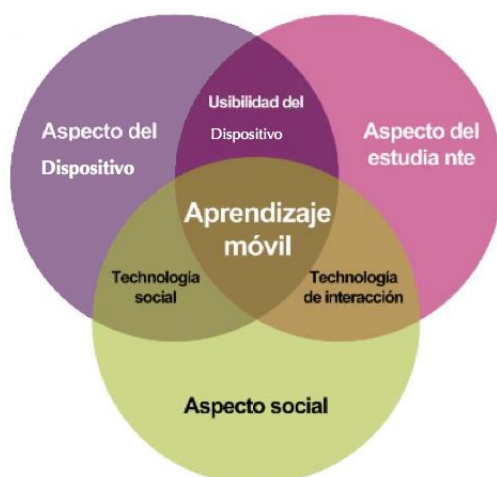 Usibilidad del
Dispositivo
Aspecto del
Dispositivo
Aspecto del
estudia nte
Aprendizaje
móvil
Technología
social
Technología
de interacción
Aspecto social